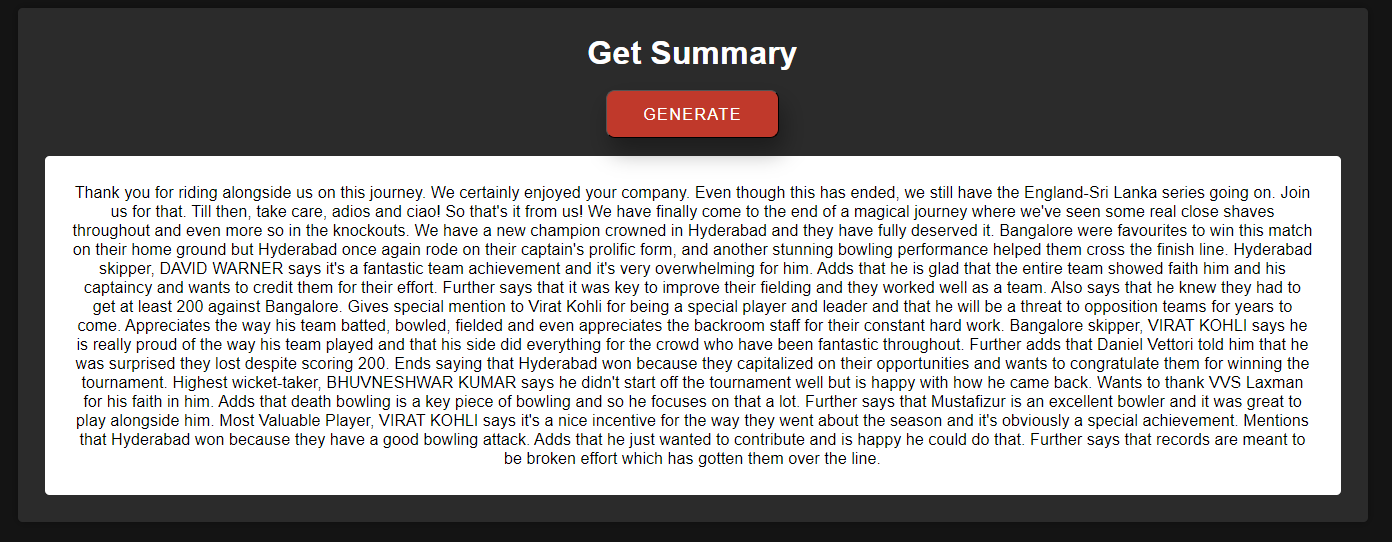 Get Summary
GENERATE
Thank you for riding alongside us on this journey. We certainly enjoyed your company. Even though this has ended, we still have the England-Sri Lanka series going on. Join
us for that. Till then, take care, adios and ciao! So that's it from us! We have finally come to the end of a magical journey where we've seen some real close shaves
throughout and even more so in the knockouts. We have a new champion crowned in Hyderabad and they have fully deserved it. Bangalore were favourites to win this match
on their home ground but Hyderabad once again rode on their captain's prolific form, and another stunning bowling performance helped them cross the finish line. Hyderabad
skipper, DAVID WARNER says it's a fantastic team achievement and it's very overwhelming for him. Adds that he is glad that the entire team showed faith him and his
captaincy and wants to credit them for their effort. Further says that it was key to improve their fielding and they worked well as a team. Also says that he knew they had to
get at least 200 against Bangalore. Gives special mention to Virat Kohli for being a special player and leader and that he will be a threat to opposition teams for years to
come. Appreciates the way his team batted, bowled, fielded and even appreciates the backroom staff for their constant hard work. Bangalore skipper, VIRAT KOHLI says he
is really proud of the way his team played and that his side did everything for the crowd who have been fantastic throughout. Further adds that Daniel Vettori told him that he
was surprised they lost despite scoring 200. Ends saying that Hyderabad won because they capitalized on their opportunities and wants to congratulate them for winning the
tournament. Highest wicket-taker, BHUVNESHWAR KUMAR says he didn't start off the tournament well but is happy with how he came back. Wants to thank VVS Laxman
for his faith in him. Adds that death bowling is a key piece of bowling and so he focuses on that a lot. Further says that Mustafizur is an excellent bowler and it was great to
play alongside him. Most Valuable Player, VIRAT KOHLI says it's a nice incentive for the way they went about the season and it's obviously a special achievement. Mentions
that Hyderabad won because they have a good bowling attack. Adds that he just wanted to contribute and is happy he could do that. Further says that records are meant to
be broken effort which has gotten them over the line.